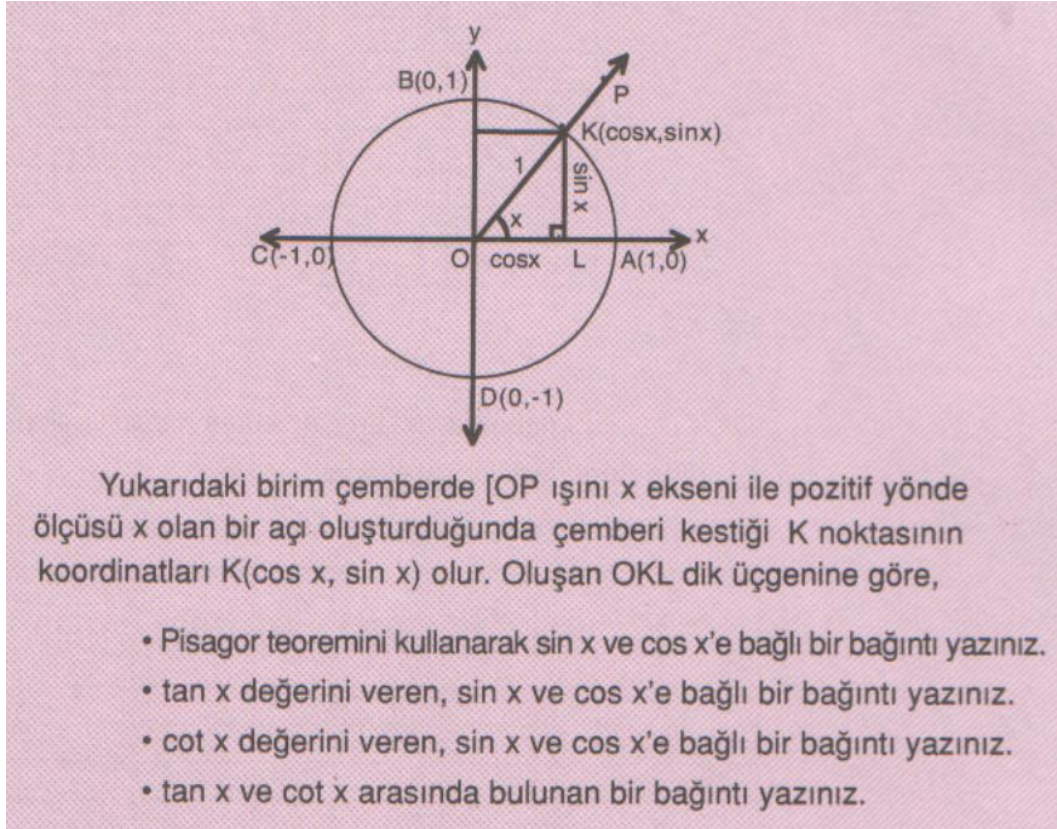 y
B(0,1)
P
K(cosx,sinx)
1
sin x
x
x
C(-1,0)
O
cosx
L
A(1,0)
D(0,-1)
Yukarıdaki birim çemberde [OP ışını x ekseni ile pozitif yönde
ölçüsü x olan bir açı oluşturduğunda çemberi kestiği K noktasının
koordinatları K(cos x, sin x) olur. Oluşan OKL dik üçgenine göre,
• Pisagor teoremini kullanarak sin x ve cos x'e bağlı bir bağıntı yazınız.
• tan x değerini veren, sin x ve cos x'e bağlı bir bağıntı yazınız.
• cot x değerini veren, sin x ve cos x'e bağlı bir bağıntı yazınız.
• tan x ve cot x arasında bulunan bir bağıntı yazınız.